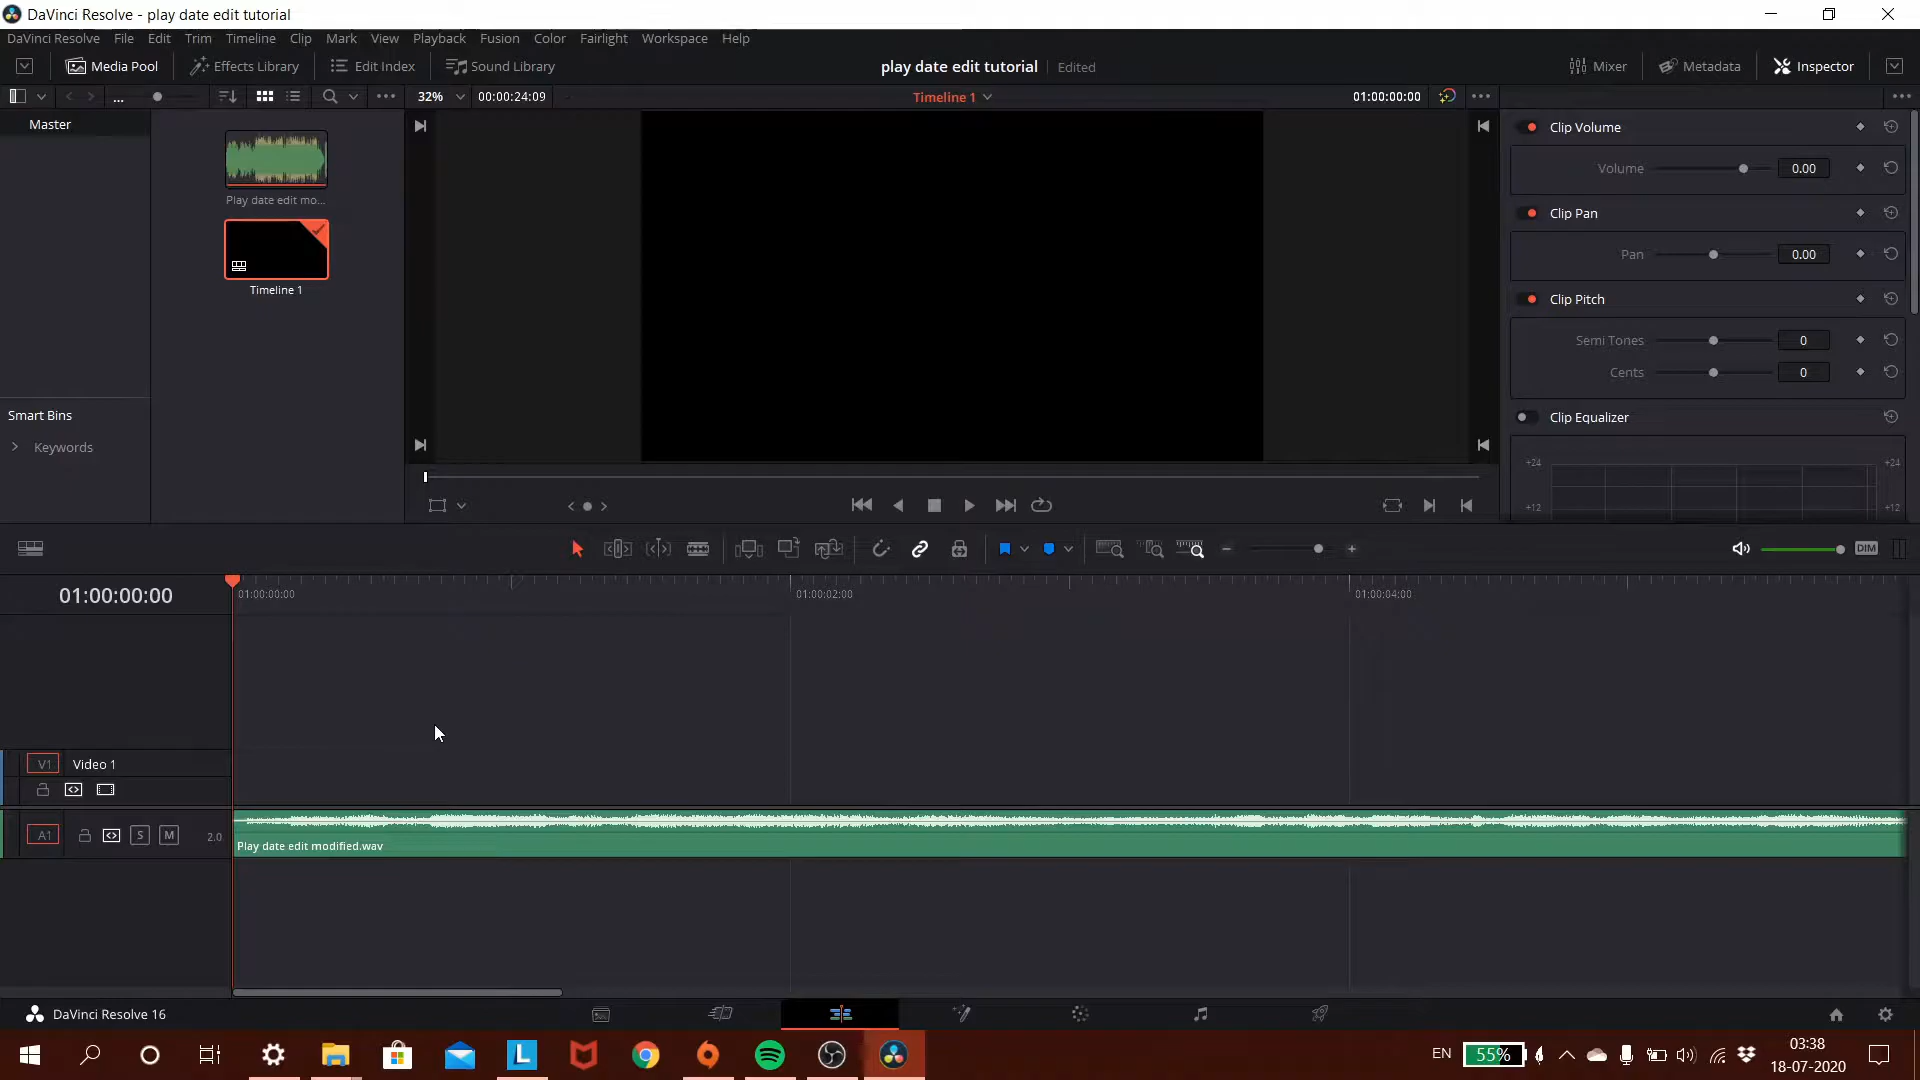 DaVinci Resolve - play date edit tutorial
DaVinci Resolve File Edit Trim Timeline Clip Mark View Playback Fusion Color Fairlight Workspace Help
Media Pool Effects Library Edit Index Sound Library play date edit tutorial Edited Mixer Metadata Inspector
... 32% 00:00:24:09 Timeline 1 01:00:00:00
Master
Play date edit mo...
Timeline 1
Smart Bins
Keywords
Clip Volume
Volume 0.00
Clip Pan
Pan 0.00
Clip Pitch
Semi Tones 0
Cents 0
Clip Equalizer
+24 +24
+12 +12
DIM
01:00:00:00 01:00:00:00 01:00:02:00 01:00:04:00
V1 Video 1
A1 S M 2.0
Play date edit modified.wav
DaVinci Resolve 16
L
EN 55% 03:38
18-07-2020